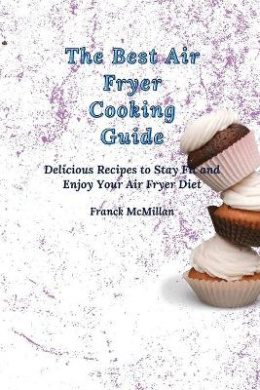 The Best Air
Fryer
Cooking
Guide
Delicious Recipes to Stay Fit and
Enjoy Your Air Fryer Diet
Franck McMillan